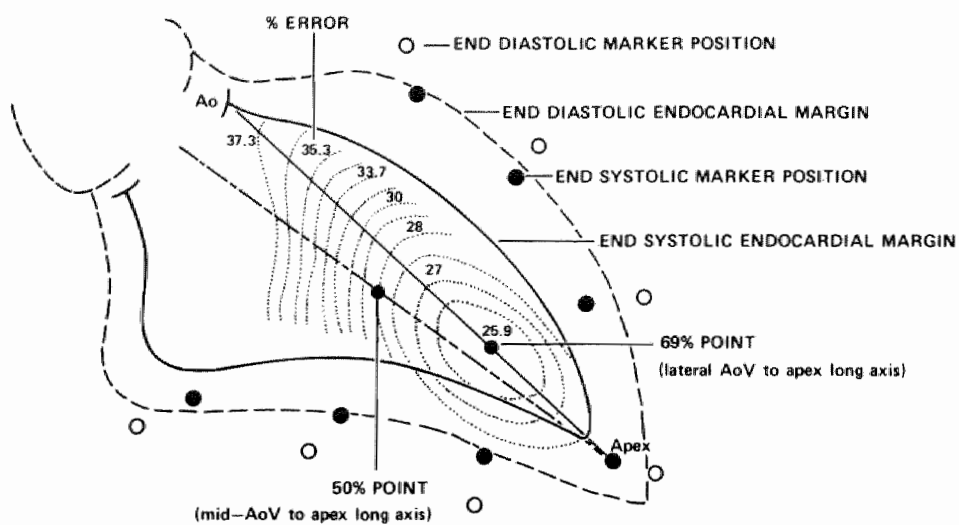 % ERROR
END DIASTOLIC MARKER POSITION
Ao
END DIASTOLIC ENDOCARDIAL MARGIN
37.3
35.3
33.7
END SYSTOLIC MARKER POSITION
30
28
END SYSTOLIC ENDOCARDIAL MARGIN
27
25.9
69% POINT
(lateral AoV to apex long axis)
Apex
50% POINT
(mid—AoV to apex long axis)